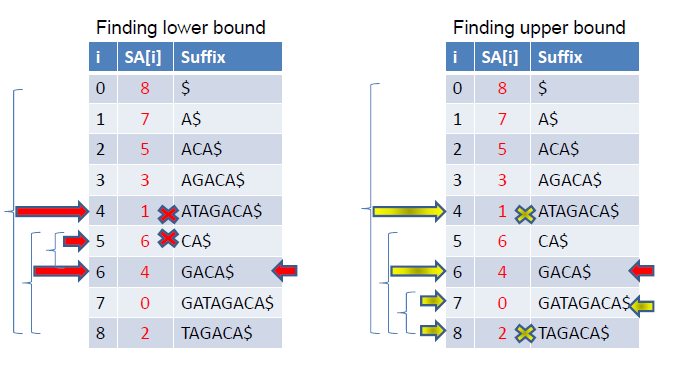 Finding lower bound
i SA[i] Suffix
0 8 $
1 7 A$
2 5 ACA$
3 3 AGACA$
4 1 ATAGACA$
5 6 CA$
6 4 GACA$
7 0 GATAGACA$
8 2 TAGACA$
Finding upper bound
i SA[i] Suffix
0 8 $
1 7 A$
2 5 ACA$
3 3 AGACA$
4 1 ATAGACA$
5 6 CA$
6 4 GACA$
7 0 GATAGACA$
8 2 TAGACA$